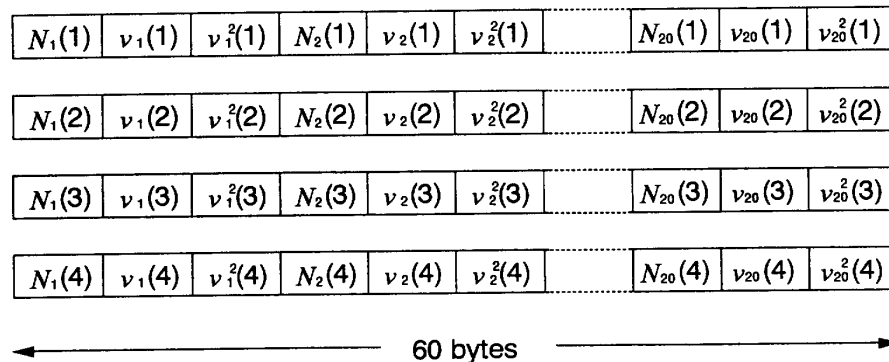 N₁(1) ν₁(1) ν₁²(1) N₂(1) ν₂(1) ν₂²(1) N₂₀(1) ν₂₀(1) ν₂₀²(1)
N₁(2) ν₁(2) ν₁²(2) N₂(2) ν₂(2) ν₂²(2) N₂₀(2) ν₂₀(2) ν₂₀²(2)
N₁(3) ν₁(3) ν₁²(3) N₂(3) ν₂(3) ν₂²(3) N₂₀(3) ν₂₀(3) ν₂₀²(3)
N₁(4) ν₁(4) ν₁²(4) N₂(4) ν₂(4) ν₂²(4) N₂₀(4) ν₂₀(4) ν₂₀²(4)
60 bytes